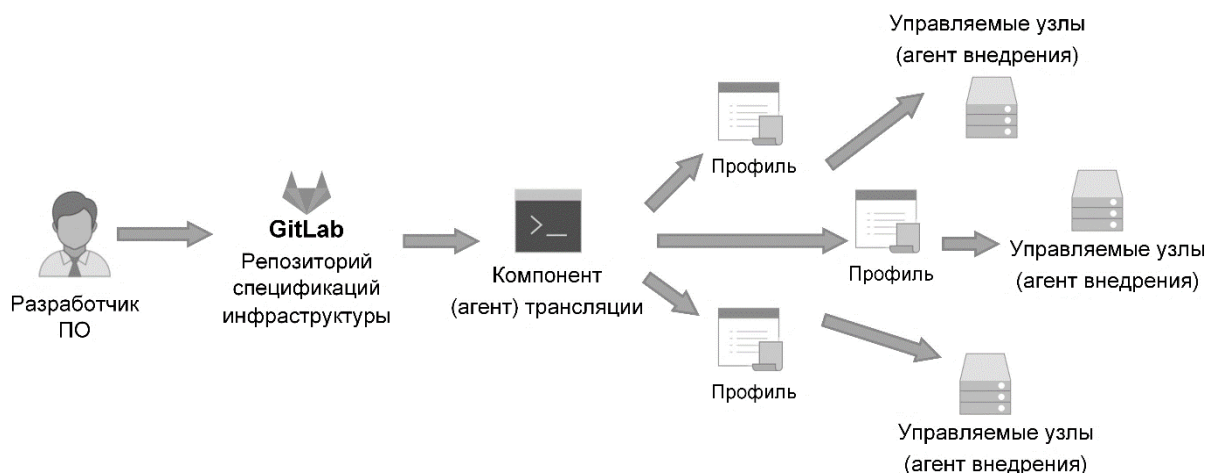 Разработчик
ПО
GitLab
Репозиторий
спецификаций
инфраструктуры
>_
Компонент
(агент) трансляции
Профиль
Профиль
Профиль
Управляемые узлы
(агент внедрения)
Управляемые узлы
(агент внедрения)
Управляемые узлы
(агент внедрения)